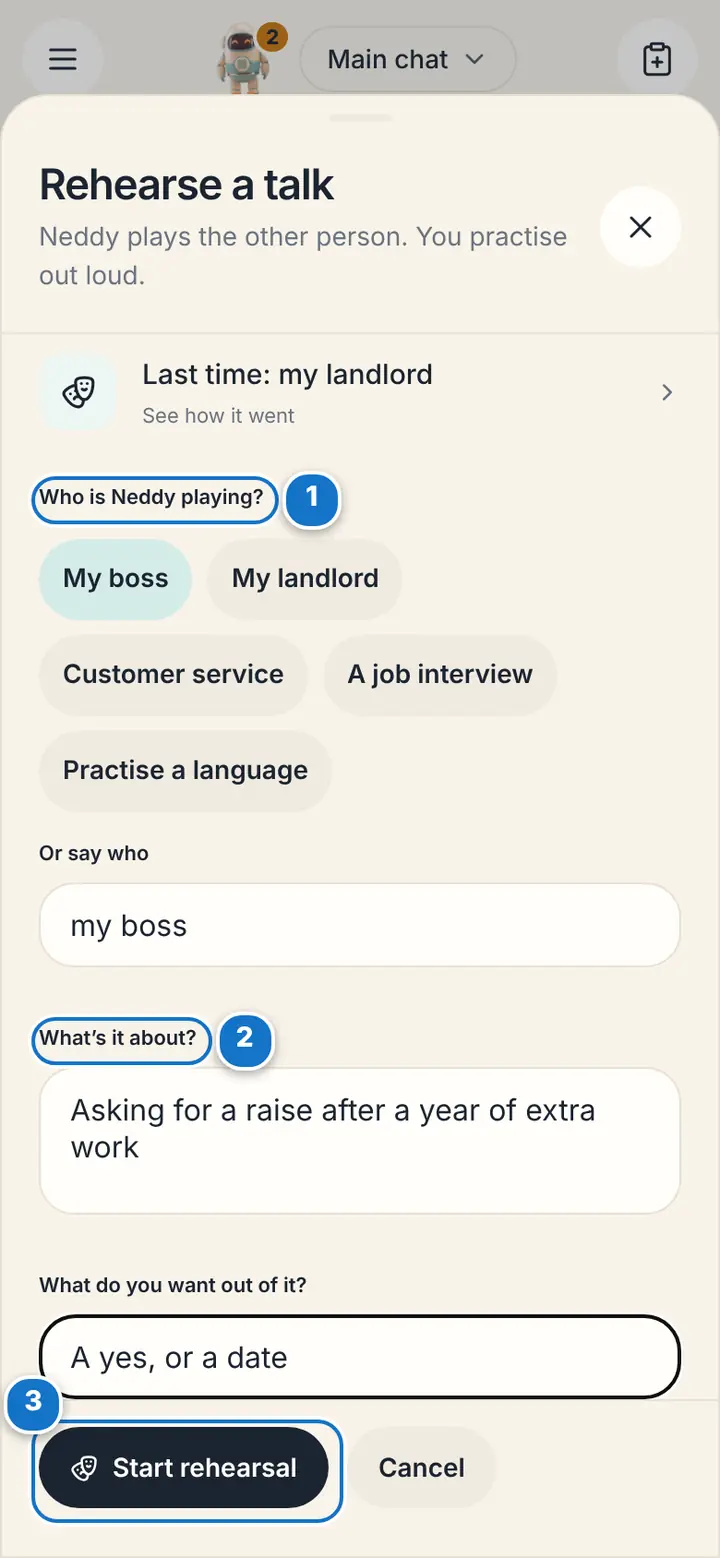 2
Main chat
Rehearse a talk
Neddy plays the other person. You practise
out loud.
Last time: my landlord
See how it went
Who is Neddy playing?
1
My boss
My landlord
Customer service
A job interview
Practise a language
Or say who
my boss
What’s it about?
2
Asking for a raise after a year of extra
work
What do you want out of it?
A yes, or a date
3
Start rehearsal
Cancel